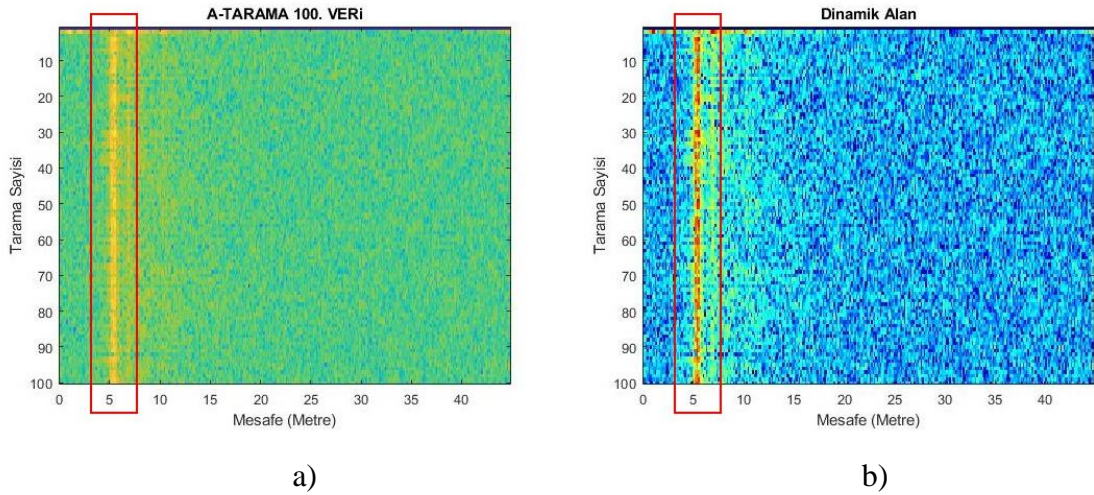 A-TARAMA 100. VERi
10
20
30
40
50
60
70
80
90
100
Tarama Sayisi
0 5 10 15 20 25 30 35 40
Mesafe (Metre)
a)
Dinamik Alan
10
20
30
40
50
60
70
80
90
100
Tarama Sayisi
0 5 10 15 20 25 30 35 40
Mesafe (Metre)
b)